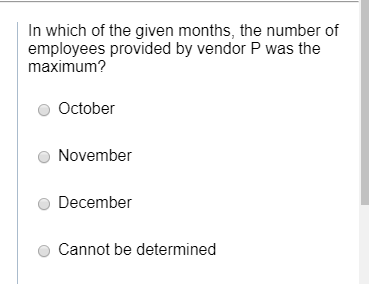 In which of the given months, the number of
employees provided by vendor P was the
maximum?
October
November
December
Cannot be determined